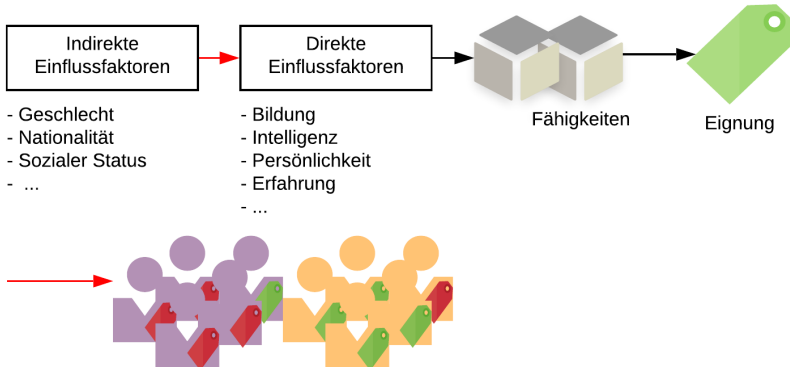 Indirekte
Einflussfaktoren
Direkte
Einflussfaktoren
- Geschlecht
- Nationalität
- Sozialer Status
- ...
- Bildung
- Intelligenz
- Persönlichkeit
- Erfahrung
- ...
Fähigkeiten
Eignung